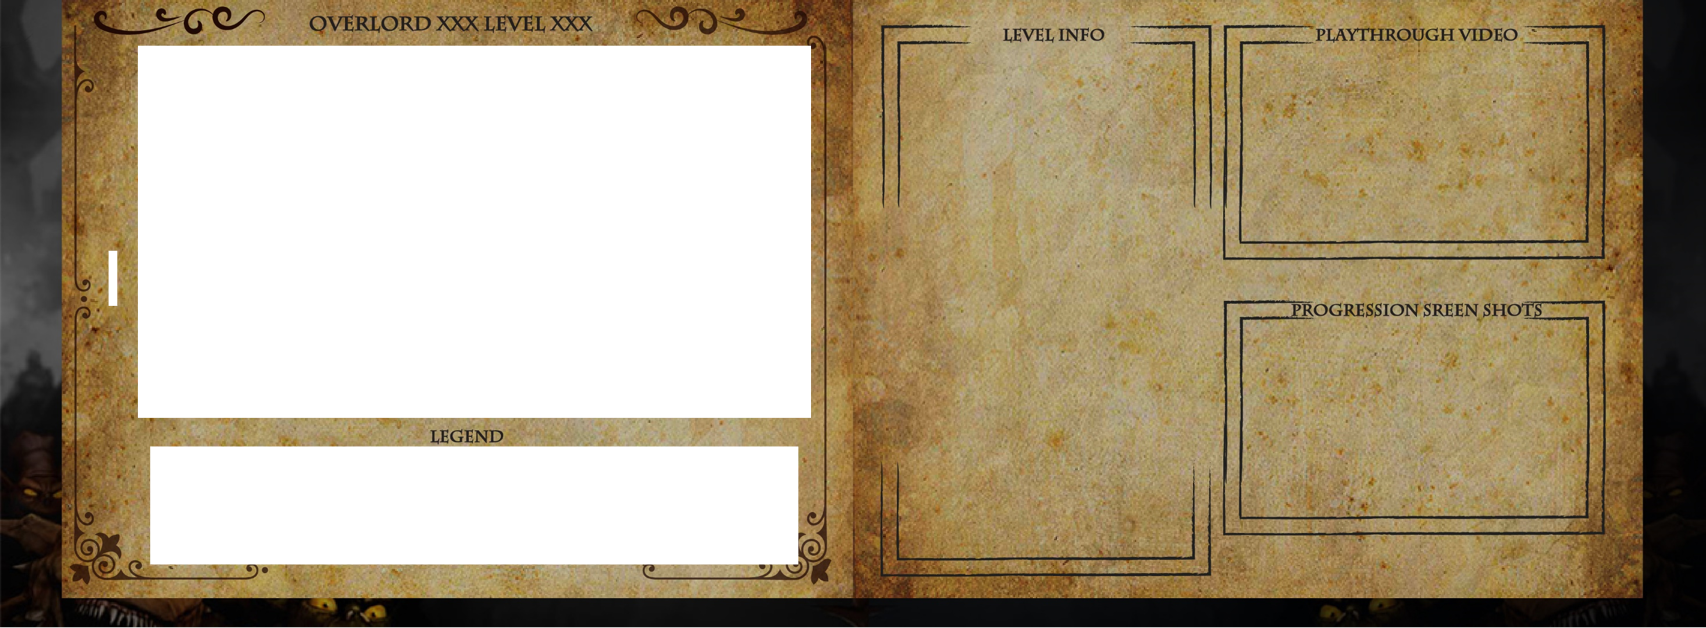 OVERLORD XXX LEVEL XXX
LEGEND
LEVEL INFO
PLAYTHROUGH VIDEO
PROGRESSION SREEN SHOTS